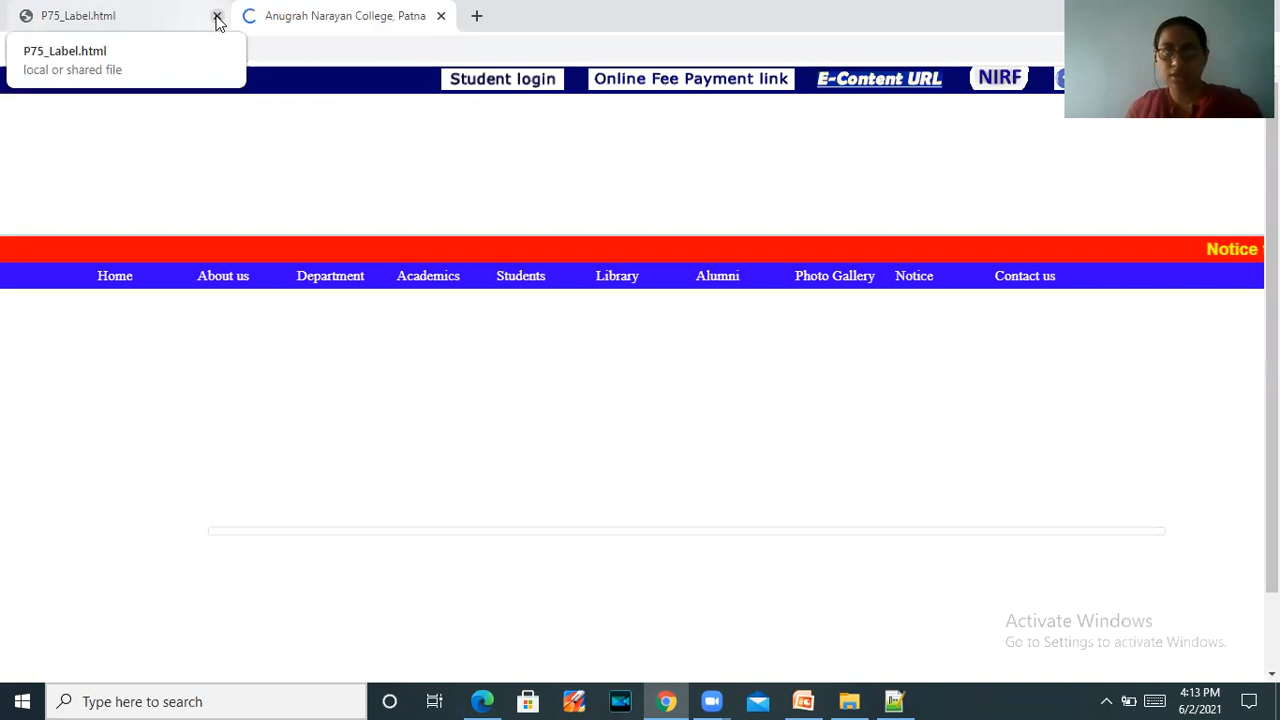 P75_Label.html
Anugrah Narayan College, Patna
P75_Label.html
local or shared file
Student login
Online Fee Payment link
E-Content URL
NIRF
Notice
Home
About us
Department
Academics
Students
Library
Alumni
Photo Gallery
Notice
Contact us
Activate Windows
Go to Settings to activate Windows.
Type here to search
4:13 PM
6/2/2021